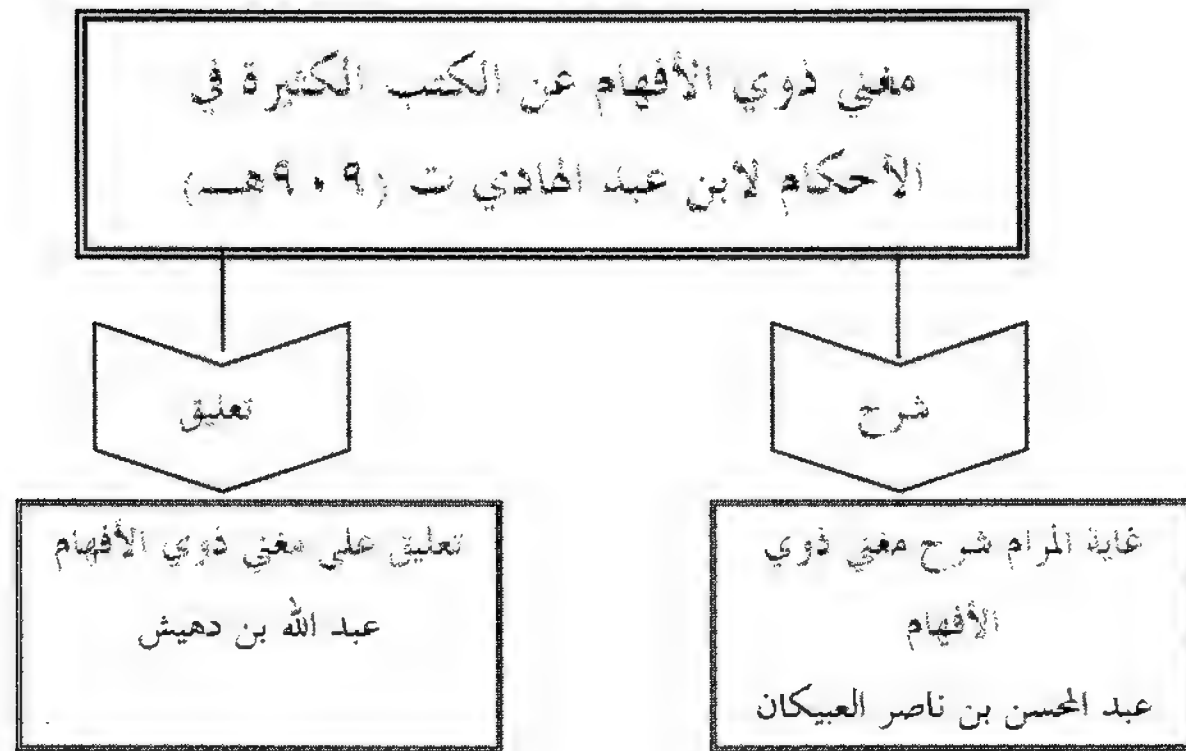 مغني ذوي الأفهام عن الكتب الكثيرة في
الأحكام لابن عبد الهادي ت (٩٠٩هـ)
شرح
تعليق
غاية المرام شرح مغني ذوي
الأفهام
عبد المحسن بن ناصر العبيكان
تعليق على مغني ذوي الأفهام
عبد الله بن دهيش